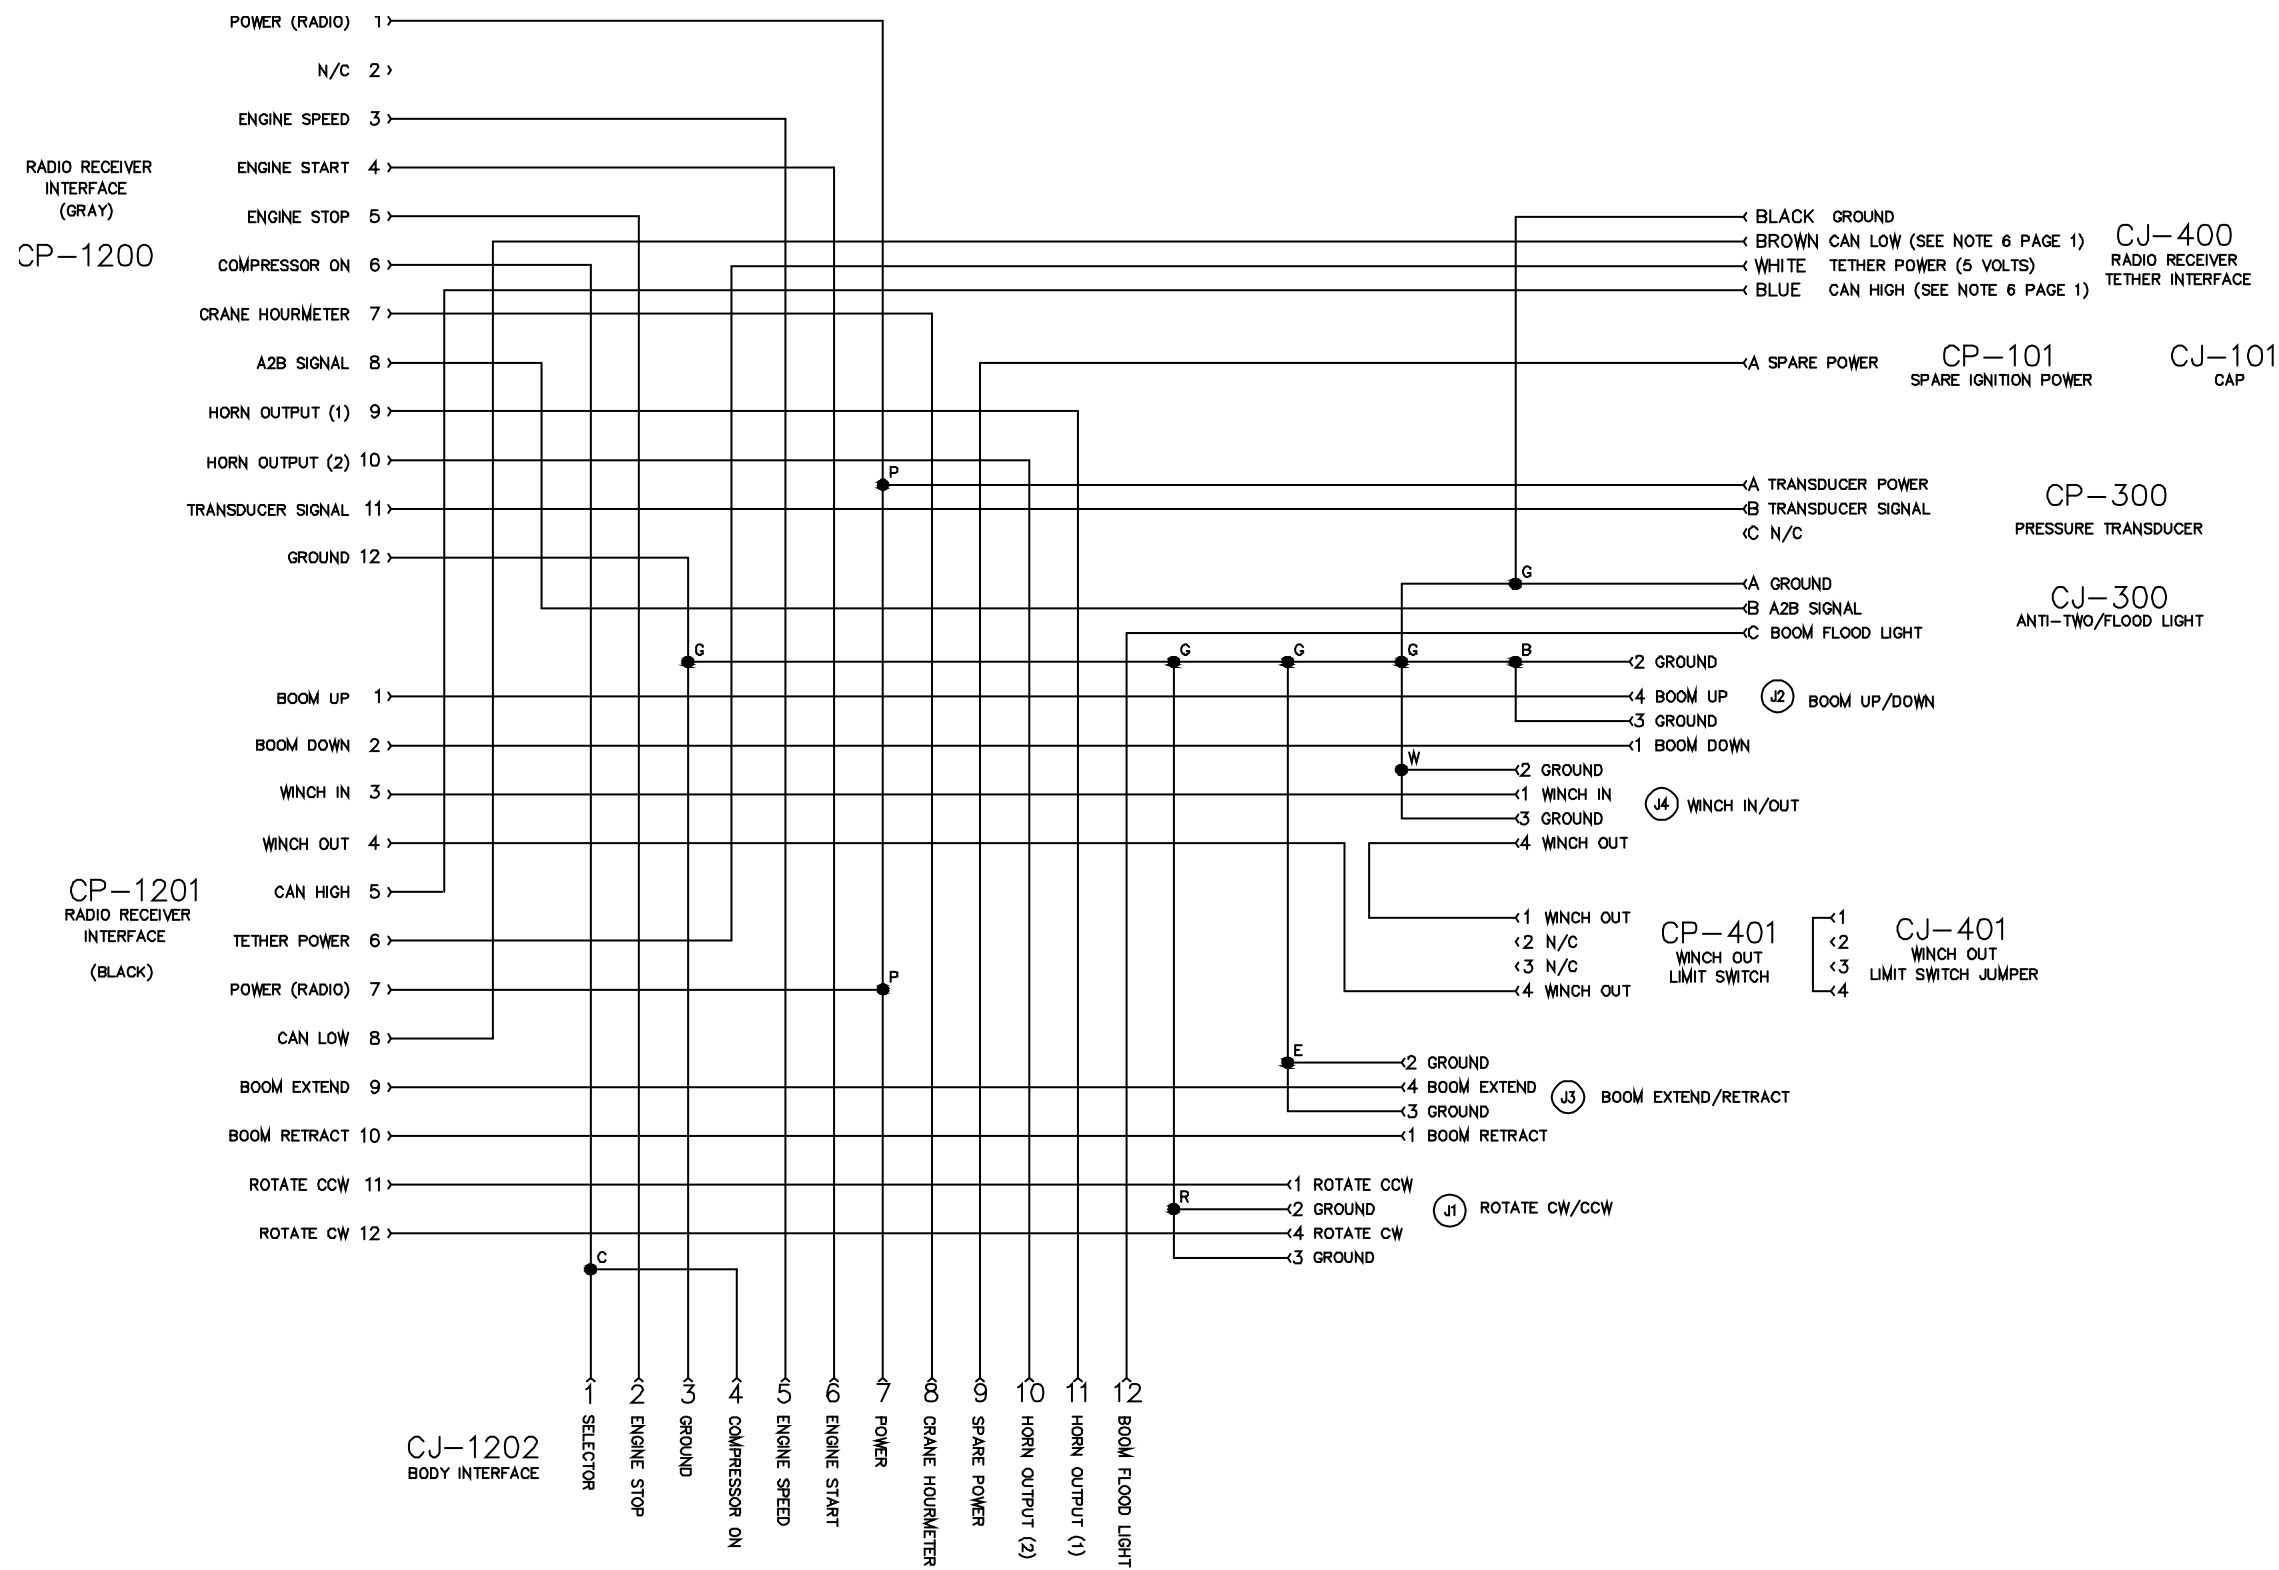 POWER (RADIO) 1
N/C 2
ENGINE SPEED 3
ENGINE START 4
ENGINE STOP 5
COMPRESSOR ON 6
CRANE HOURMETER 7
A2B SIGNAL 8
HORN OUTPUT (1) 9
HORN OUTPUT (2) 10
TRANSDUCER SIGNAL 11
GROUND 12
RADIO RECEIVER
INTERFACE
(GRAY)
CP-1200
BOOM UP 1
BOOM DOWN 2
WINCH IN 3
WINCH OUT 4
CAN HIGH 5
TETHER POWER 6
POWER (RADIO) 7
CAN LOW 8
BOOM EXTEND 9
BOOM RETRACT 10
ROTATE CCW 11
ROTATE CW 12
CP-1201
RADIO RECEIVER
INTERFACE
(BLACK)
BLACK GROUND
BROWN CAN LOW (SEE NOTE 6 PAGE 1)
WHITE TETHER POWER (5 VOLTS)
BLUE CAN HIGH (SEE NOTE 6 PAGE 1)
CJ-400
RADIO RECEIVER
TETHER INTERFACE
A SPARE POWER
CP-101
SPARE IGNITION POWER
CJ-101
CAP
P
A TRANSDUCER POWER
B TRANSDUCER SIGNAL
C N/C
CP-300
PRESSURE TRANSDUCER
G
A GROUND
B A2B SIGNAL
C BOOM FLOOD LIGHT
CJ-300
ANTI-TWO/FLOOD LIGHT
G
G
G
G
B
2 GROUND
4 BOOM UP
3 GROUND
1 BOOM DOWN
J2
BOOM UP/DOWN
W
2 GROUND
1 WINCH IN
3 GROUND
4 WINCH OUT
J4
WINCH IN/OUT
1 WINCH OUT
2 N/C
3 N/C
4 WINCH OUT
CP-401
WINCH OUT
LIMIT SWITCH
1
2
3
4
CJ-401
WINCH OUT
LIMIT SWITCH JUMPER
P
E
2 GROUND
4 BOOM EXTEND
3 GROUND
1 BOOM RETRACT
J3
BOOM EXTEND/RETRACT
1 ROTATE CCW
R
2 GROUND
4 ROTATE CW
3 GROUND
J1
ROTATE CW/CCW
C
CJ-1202
BODY INTERFACE
1 SELECTOR
2 ENGINE STOP
3 GROUND
4 COMPRESSOR ON
5 ENGINE SPEED
6 ENGINE START
7 POWER
8 CRANE HOURMETER
9 SPARE POWER
10 HORN OUTPUT (2)
11 HORN OUTPUT (1)
12 BOOM FLOOD LIGHT